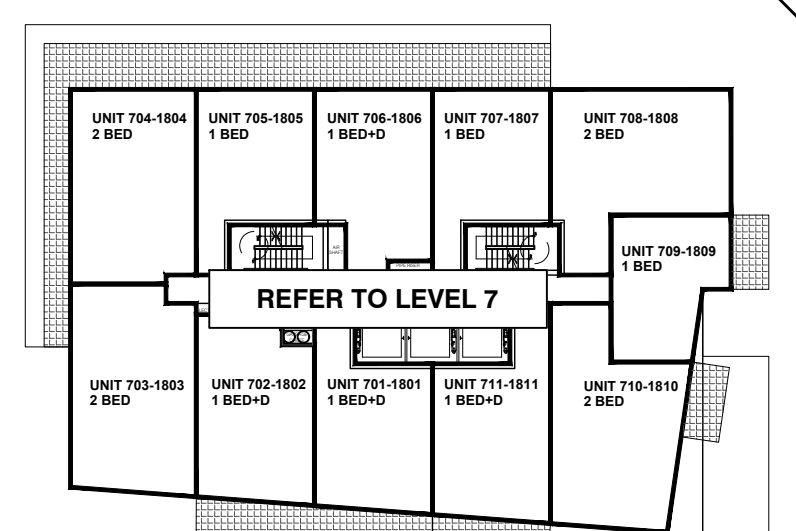 UNIT 704-1804
2 BED
UNIT 705-1805
1 BED
UNIT 706-1806
1 BED+D
UNIT 707-1807
1 BED
UNIT 708-1808
2 BED
AIR
SHAFT
UNIT 709-1809
1 BED
REFER TO LEVEL 7
UNIT 703-1803
2 BED
UNIT 702-1802
1 BED+D
UNIT 701-1801
1 BED+D
UNIT 711-1811
1 BED+D
UNIT 710-1810
2 BED